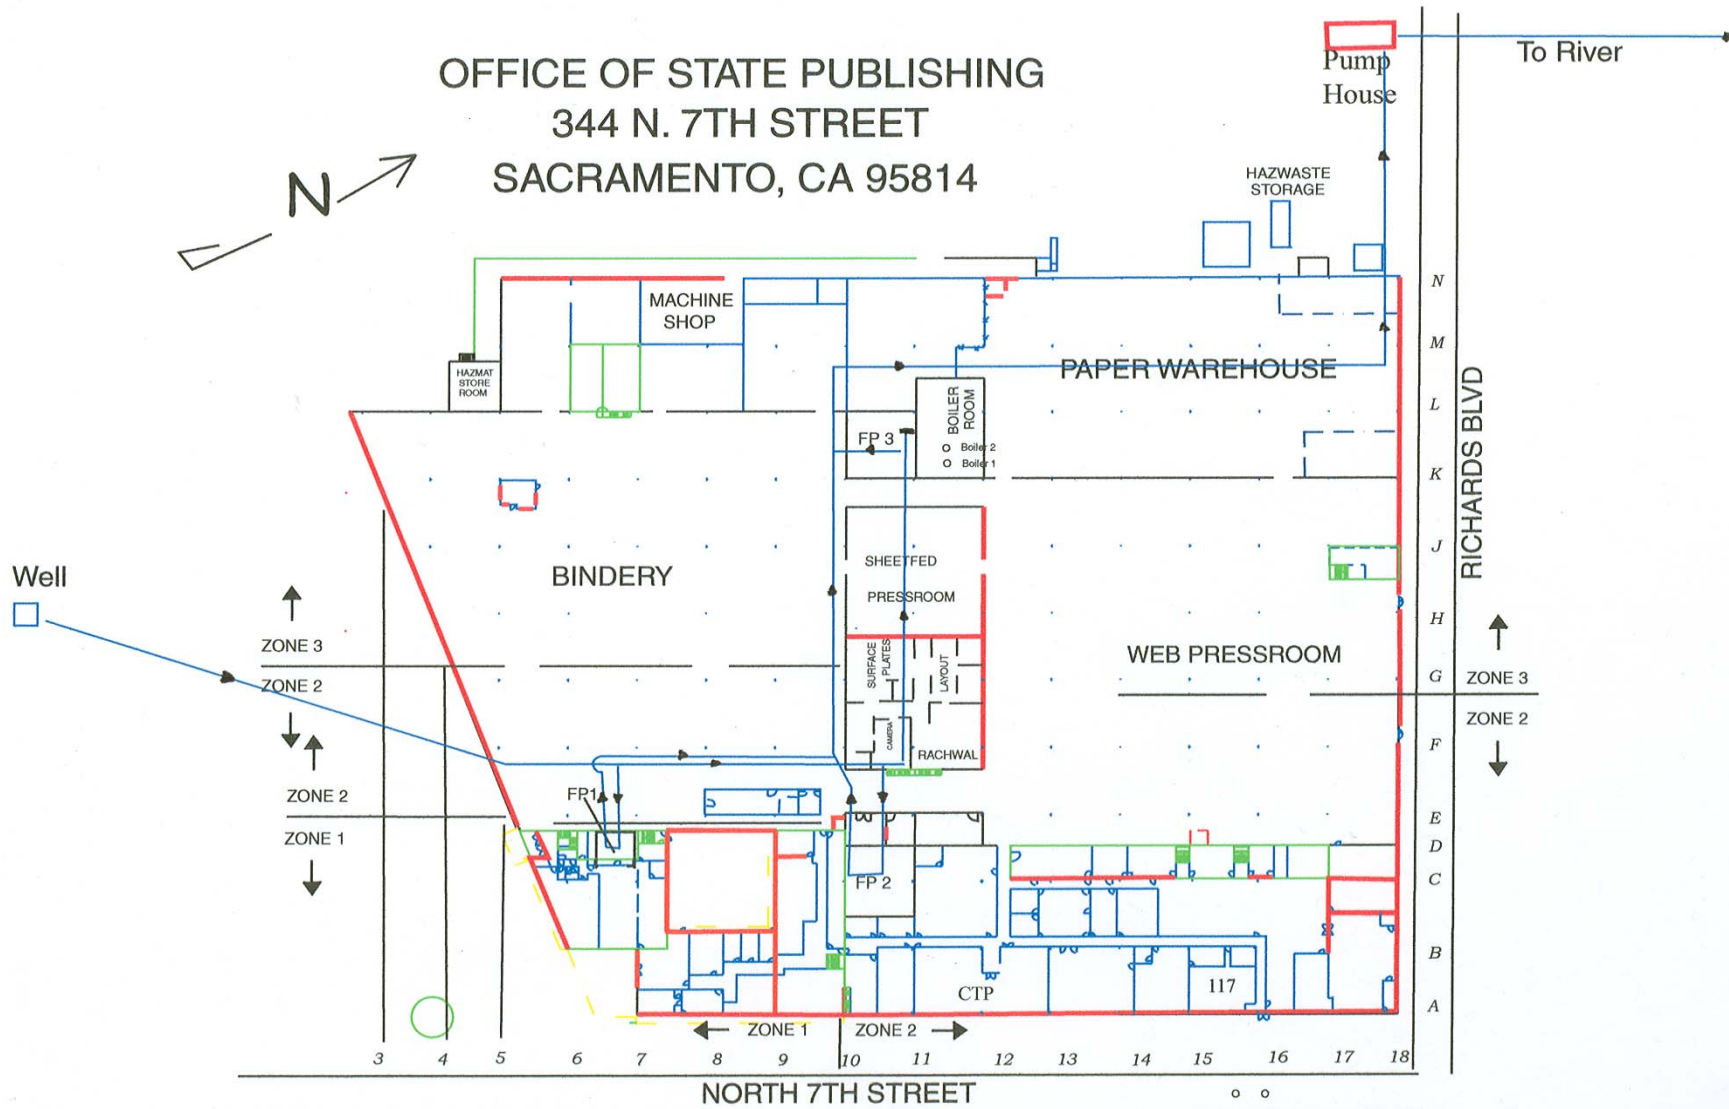 OFFICE OF STATE PUBLISHING
344 N. 7TH STREET
SACRAMENTO, CA 95814
N
Pump
House
To River
HAZWASTE
STORAGE
MACHINE
SHOP
HAZMAT
STORE
ROOM
PAPER WAREHOUSE
BOILER
ROOM
FP 3
Boiler 2
Boiler 1
N
M
L
K
J
H
G
F
E
D
C
B
A
RICHARDS BLVD
Well
BINDERY
SHEETFED
PRESSROOM
SURFACE
PLATES
LAYOUT
CAMERA
RACHWAL
WEB PRESSROOM
ZONE 3
ZONE 2
ZONE 2
ZONE 1
ZONE 3
ZONE 2
FP1
FP 2
CTP
117
ZONE 1
ZONE 2
3 4 5 6 7 8 9 10 11 12 13 14 15 16 17 18
NORTH 7TH STREET